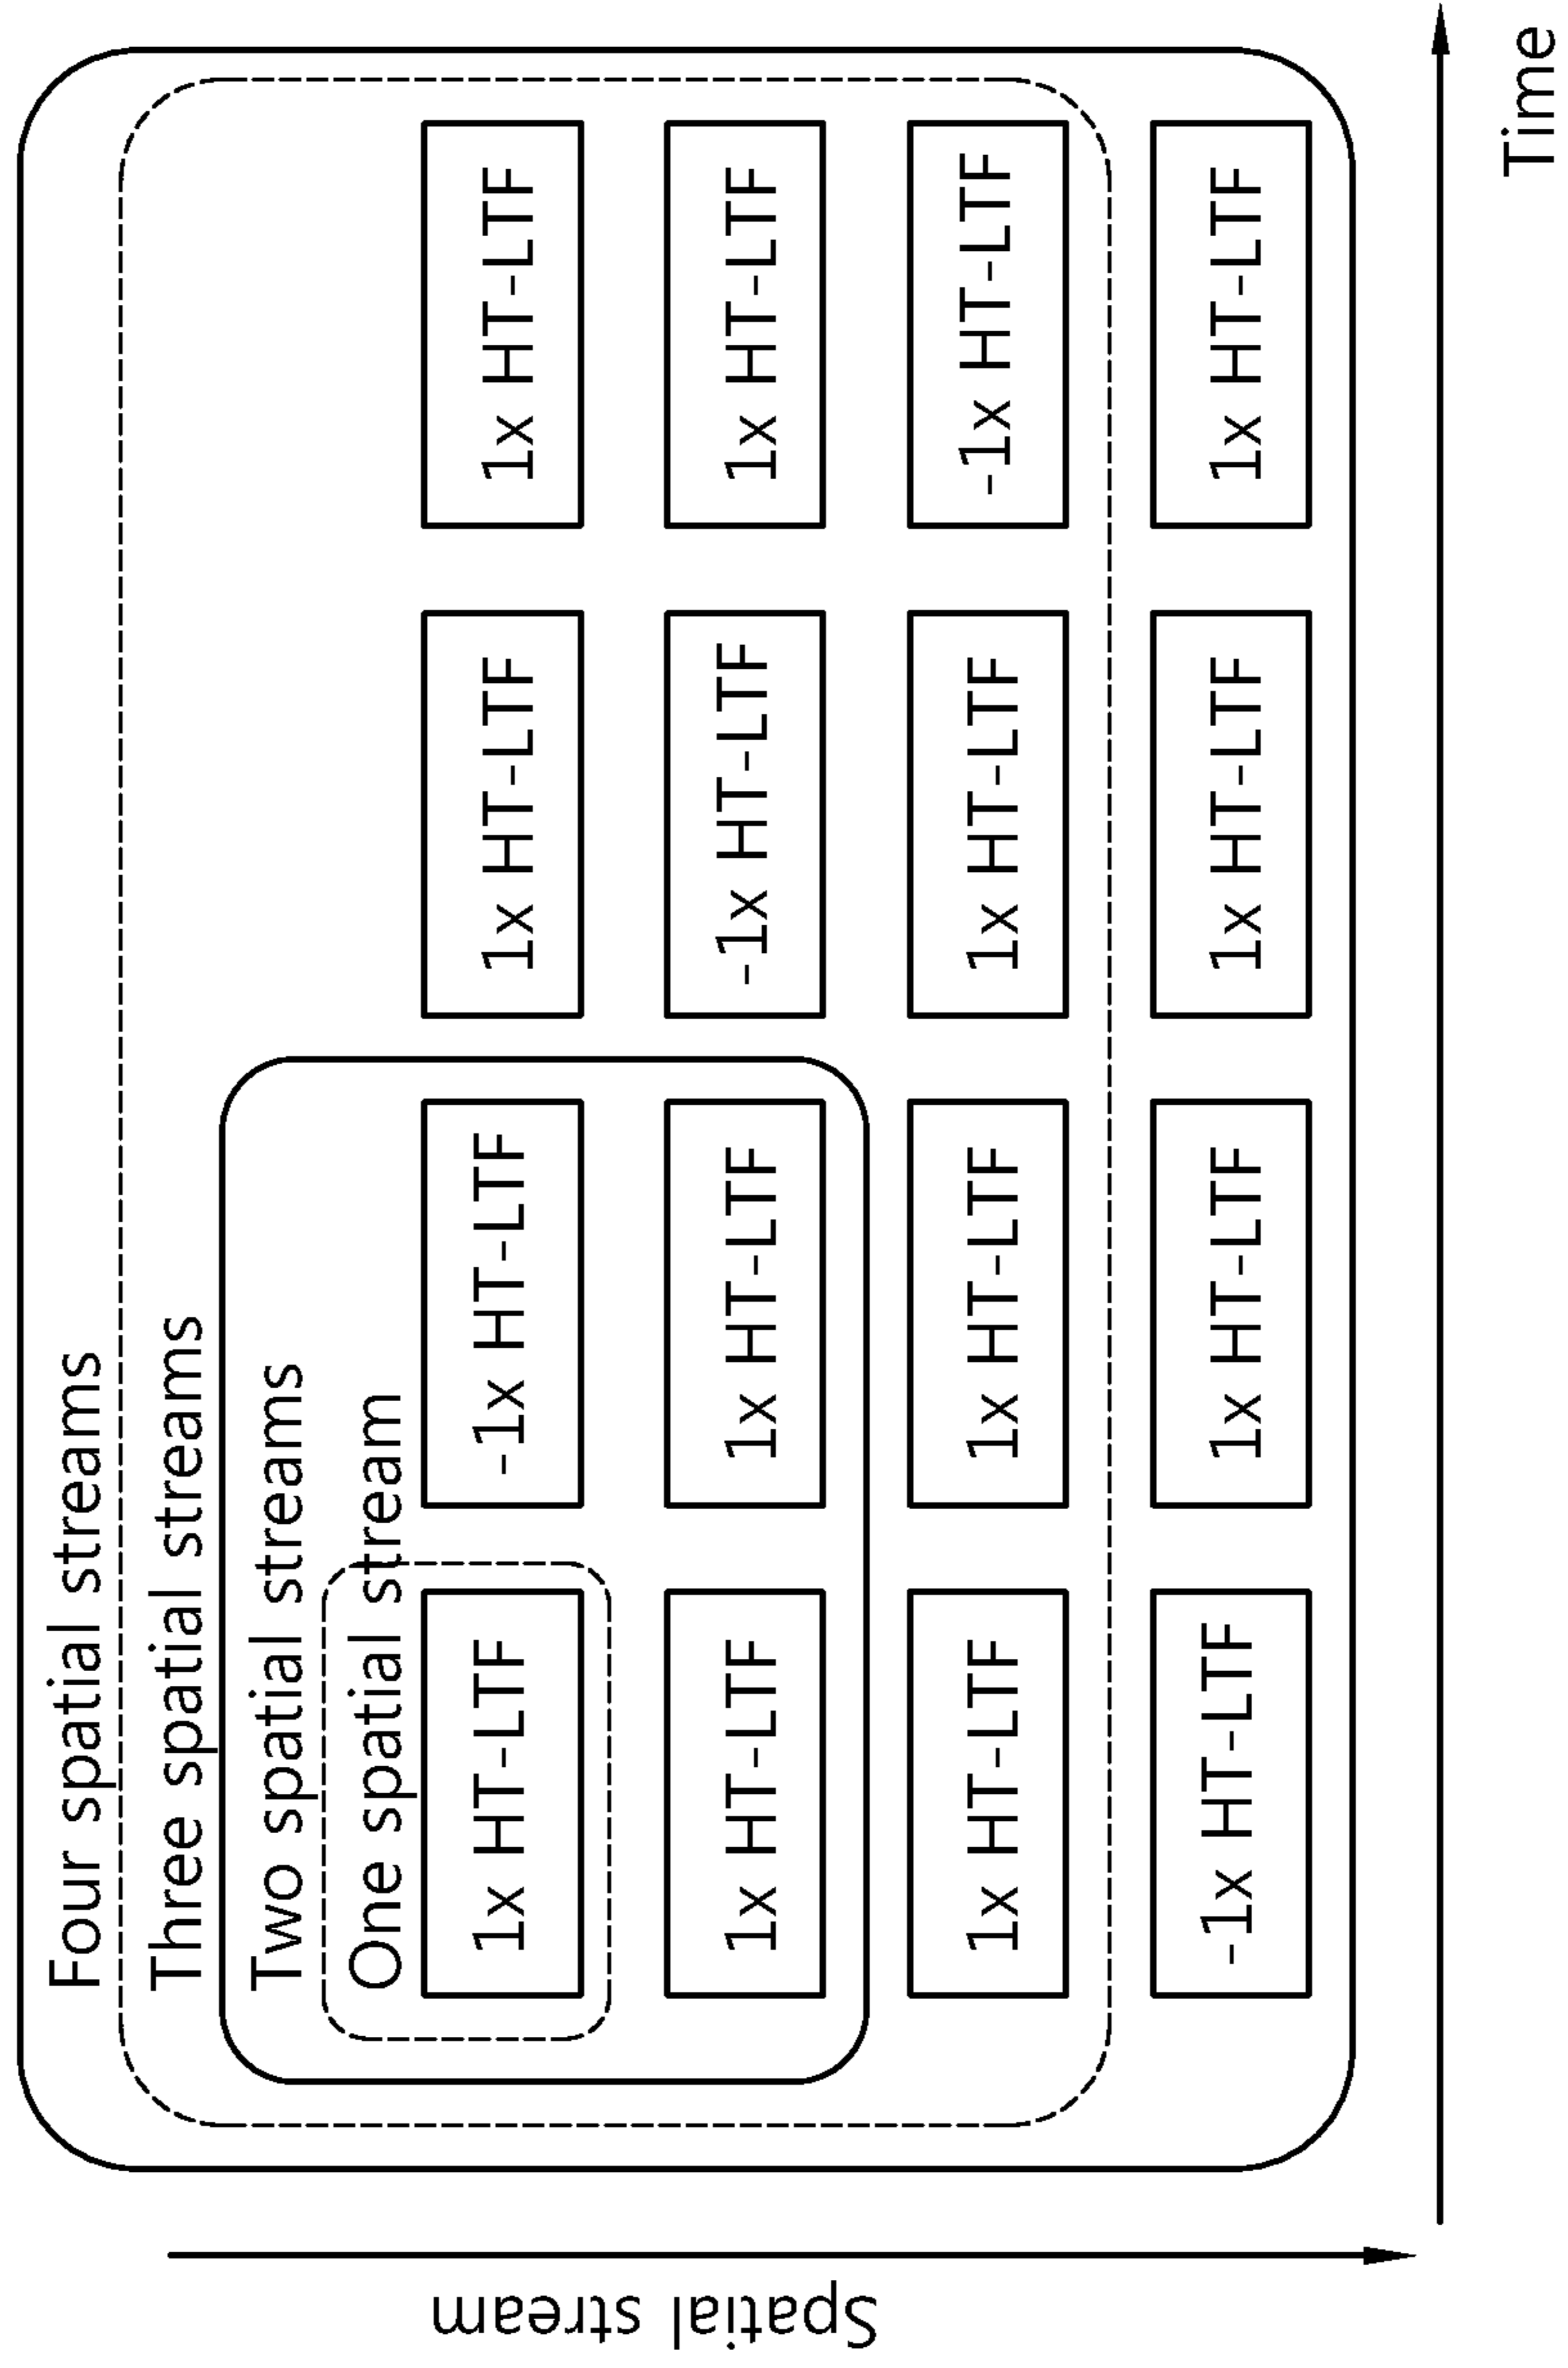 Four spatial streams
Three spatial streams
Two spatial streams
One spatial stream
1x HT-LTF
-1x HT-LTF
1x HT-LTF
1x HT-LTF
1x HT-LTF
1x HT-LTF
-1x HT-LTF
1x HT-LTF
1x HT-LTF
1x HT-LTF
1x HT-LTF
-1x HT-LTF
-1x HT-LTF
1x HT-LTF
1x HT-LTF
1x HT-LTF
Spatial stream
Time